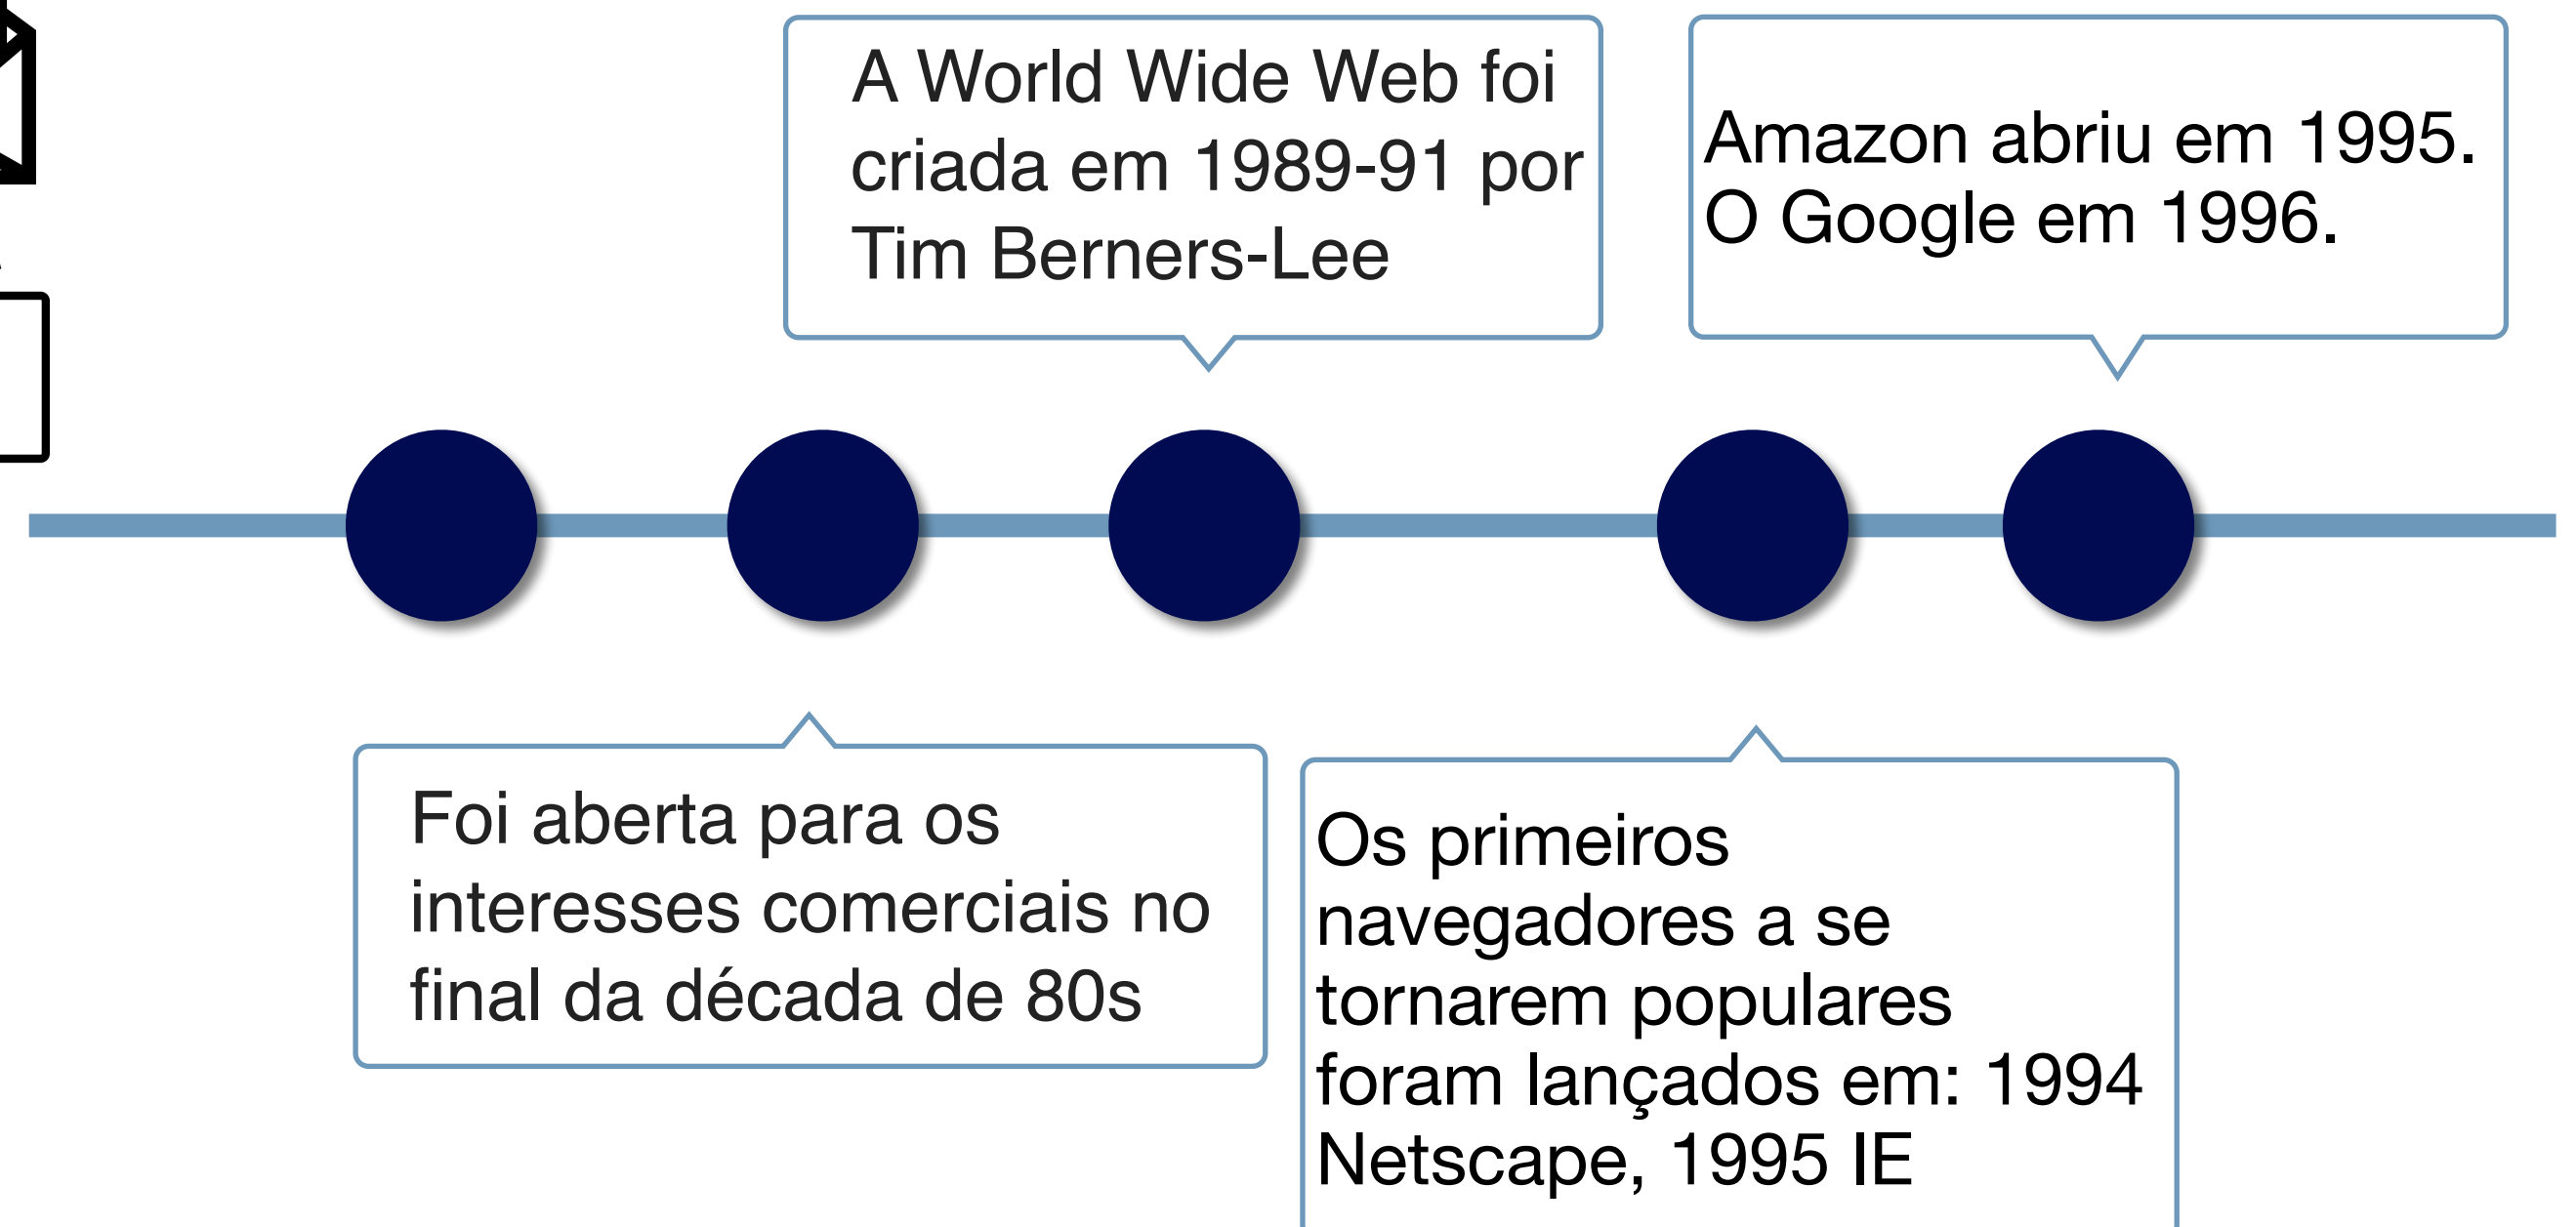 A World Wide Web foi
criada em 1989-91 por
Tim Berners-Lee
Amazon abriu em 1995.
O Google em 1996.
Foi aberta para os
interesses comerciais no
final da década de 80s
Os primeiros
navegadores a se
tornarem populares
foram lançados em: 1994
Netscape, 1995 IE